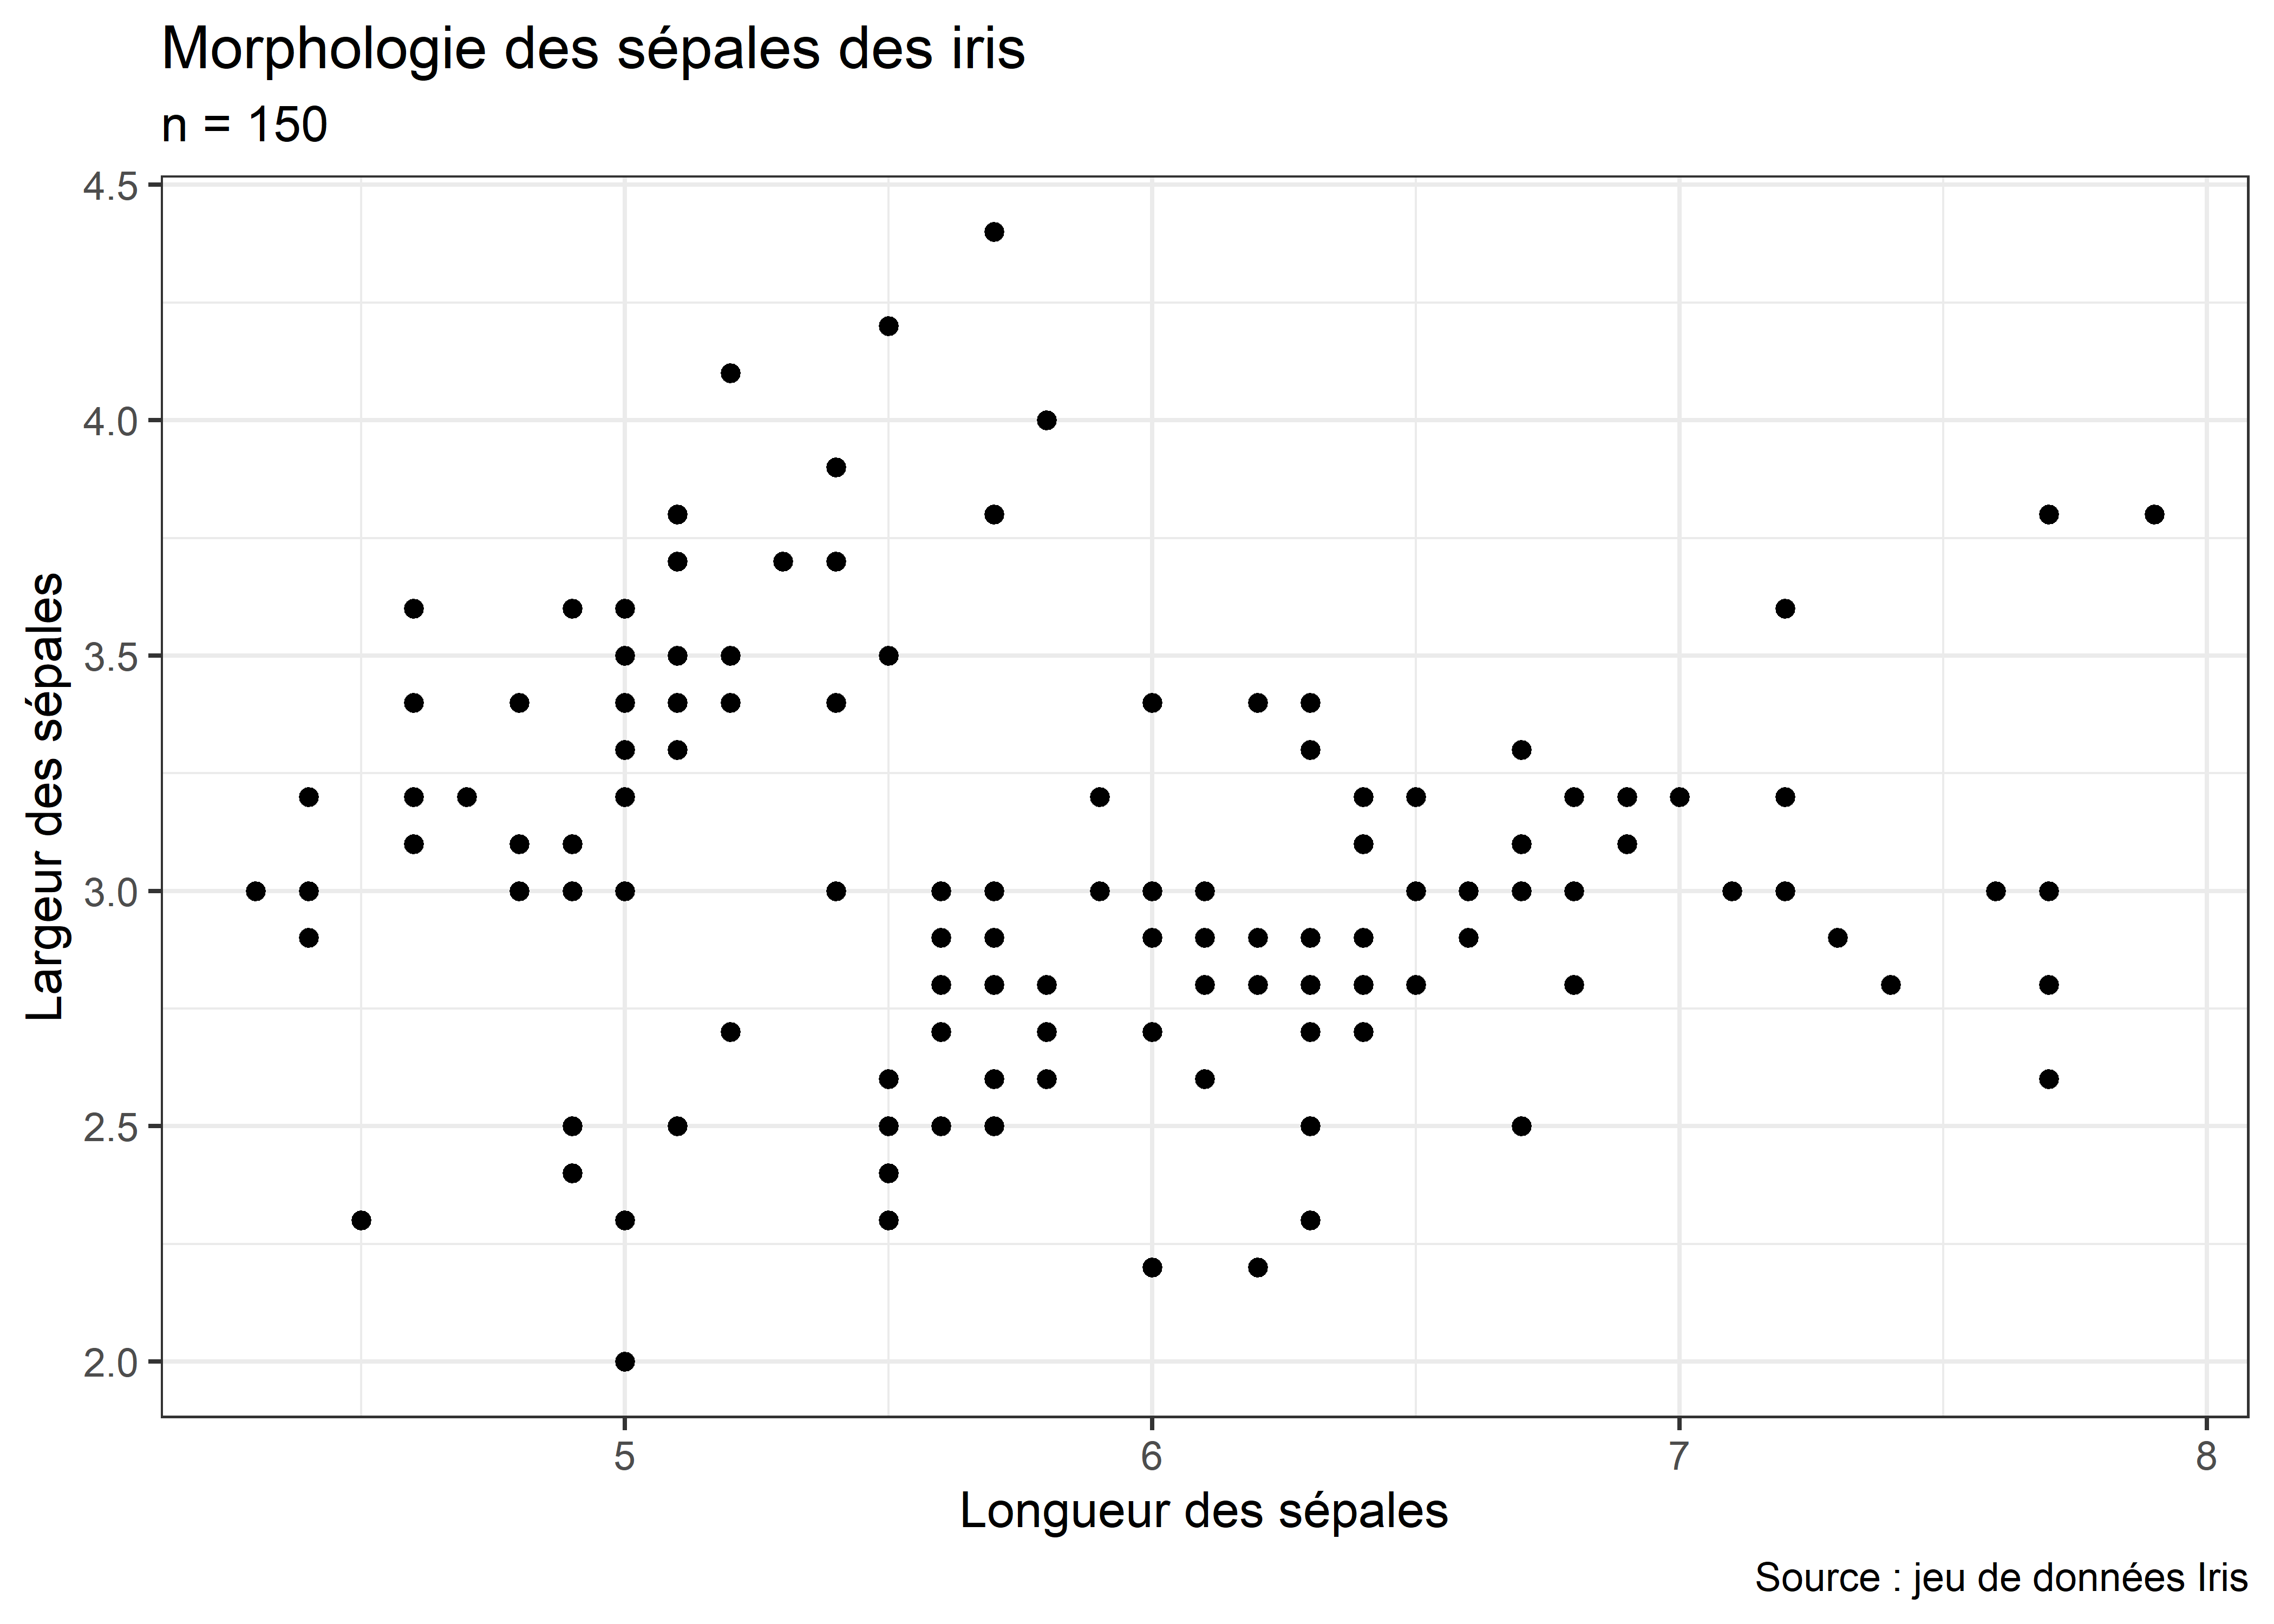 Morphologie des sépales des iris
n = 150
4.5
4.0
3.5
3.0
2.5
2.0
Largeur des sépales
5 6 7 8
Longueur des sépales
Source : jeu de données Iris